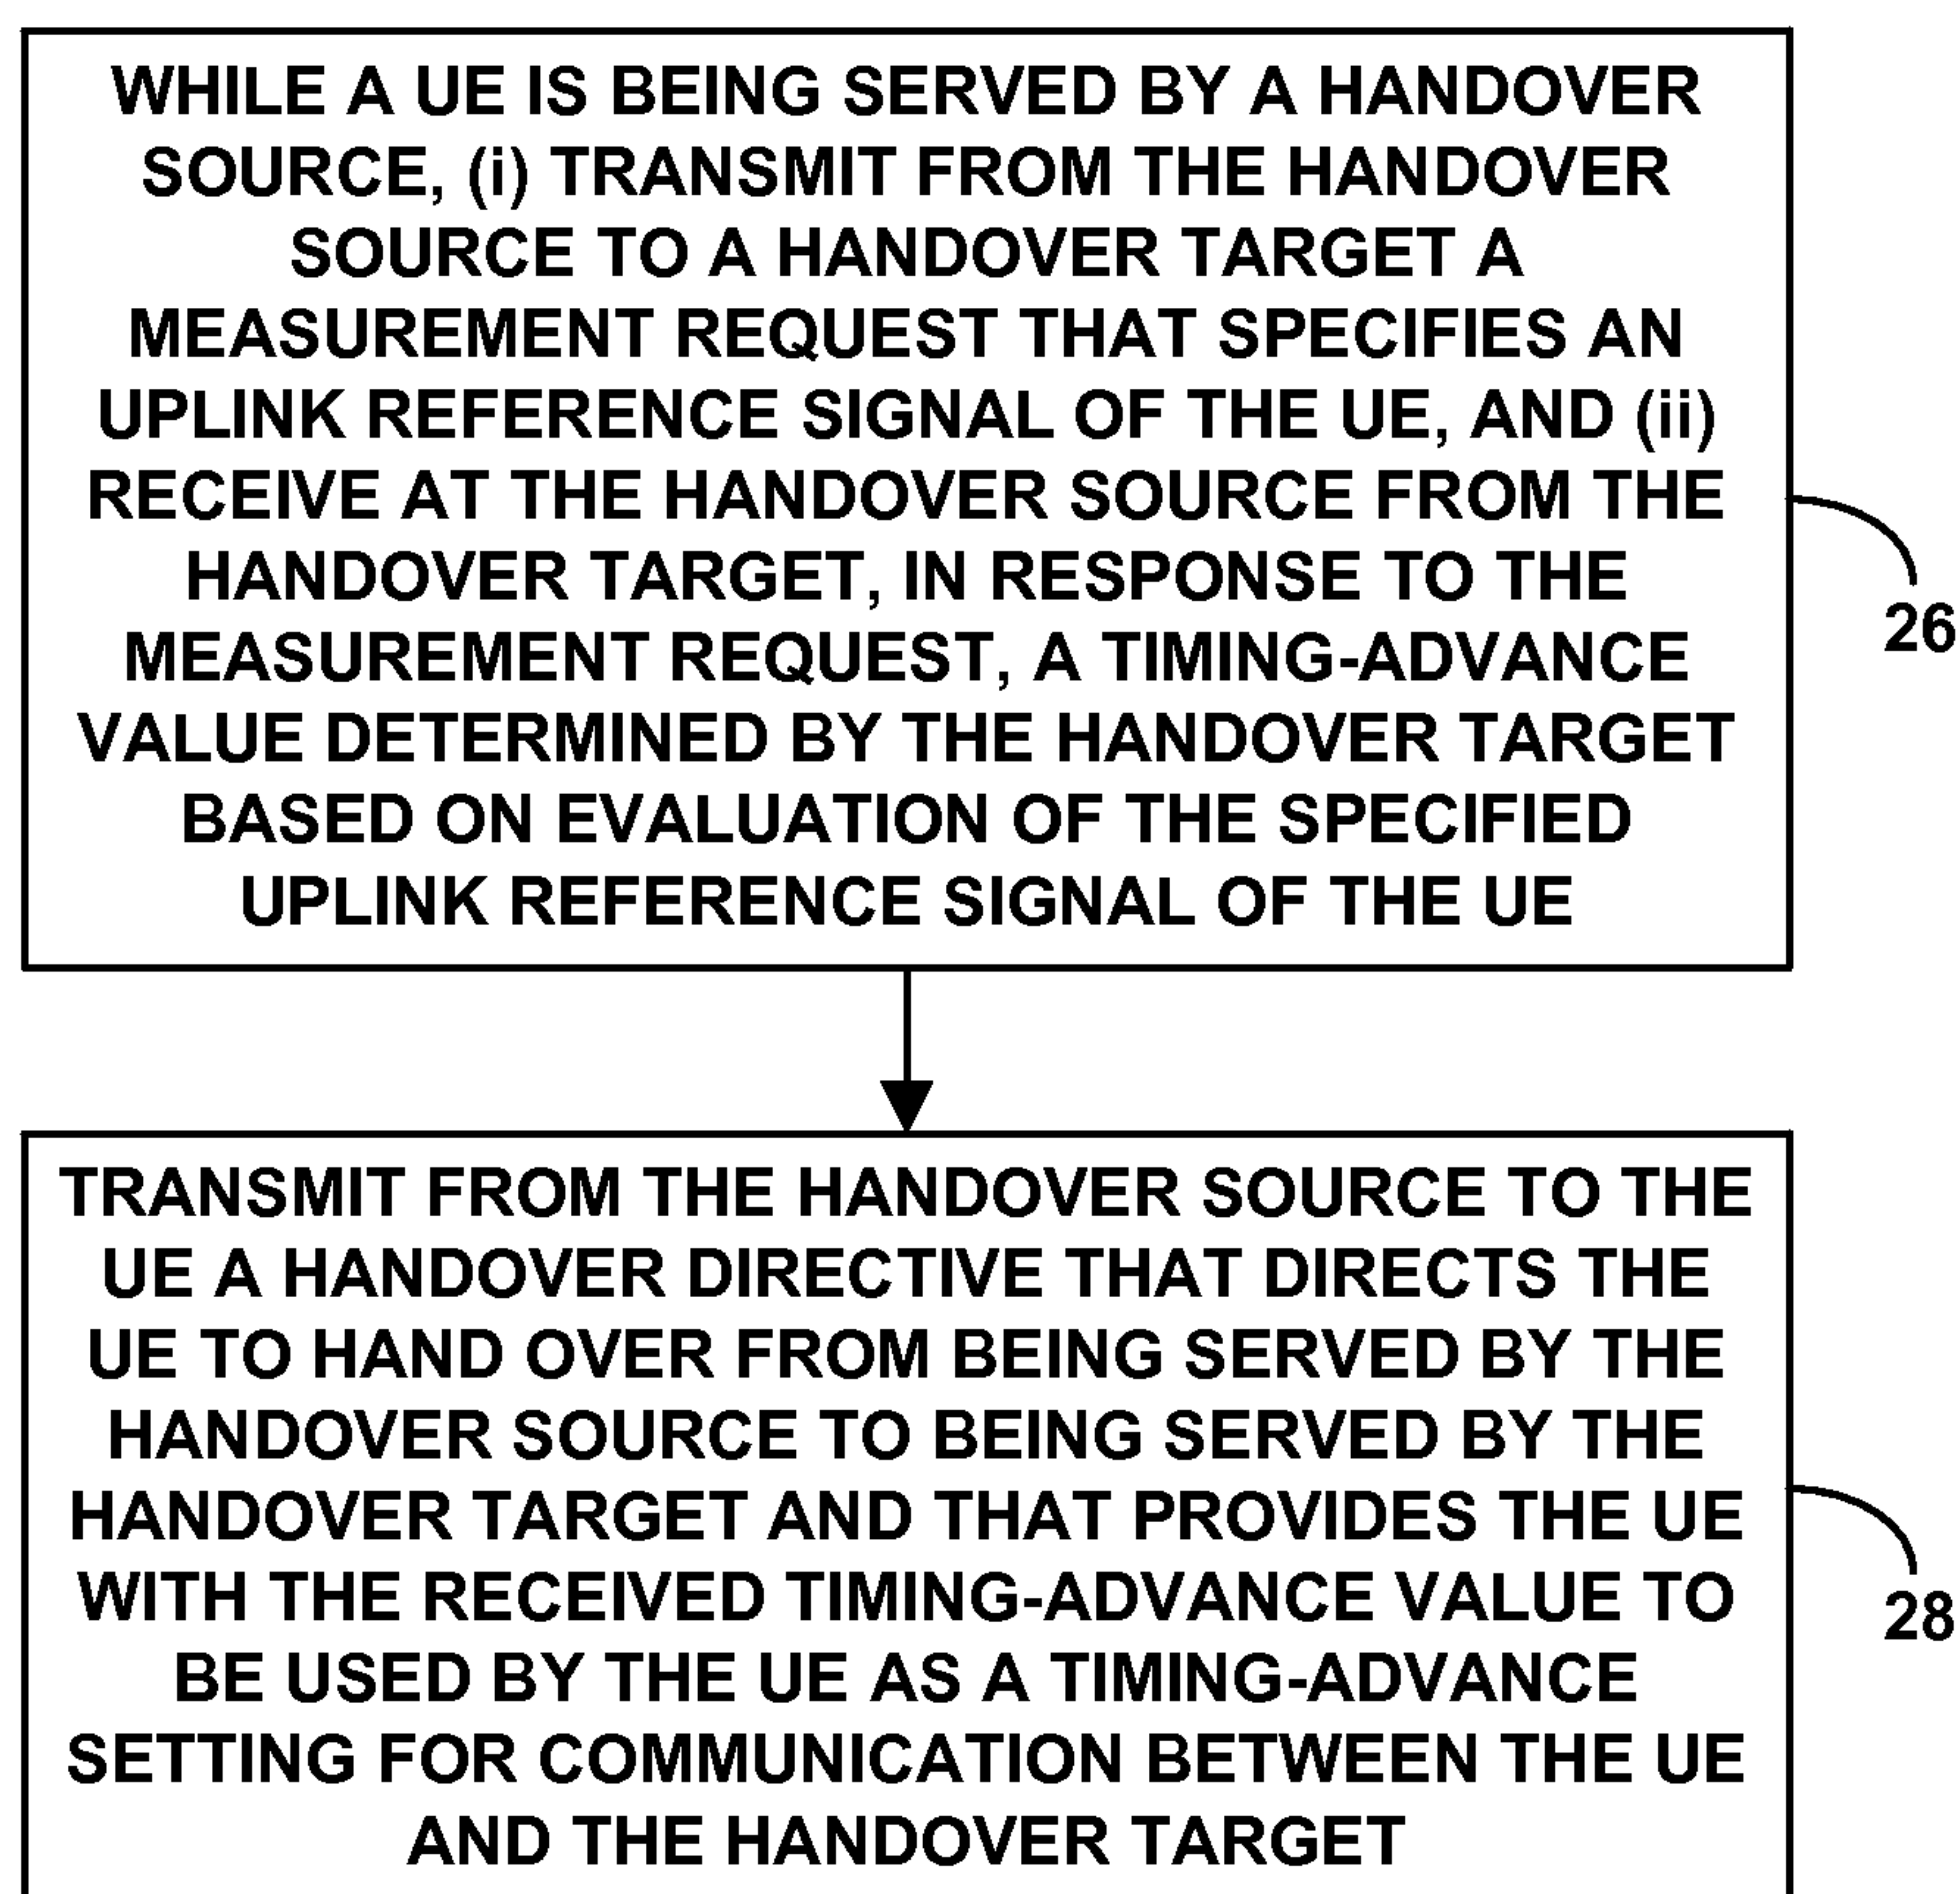 WHILE A UE IS BEING SERVED BY A HANDOVER
SOURCE, (i) TRANSMIT FROM THE HANDOVER
SOURCE TO A HANDOVER TARGET A
MEASUREMENT REQUEST THAT SPECIFIES AN
UPLINK REFERENCE SIGNAL OF THE UE, AND (ii)
RECEIVE AT THE HANDOVER SOURCE FROM THE
HANDOVER TARGET, IN RESPONSE TO THE
MEASUREMENT REQUEST, A TIMING-ADVANCE
VALUE DETERMINED BY THE HANDOVER TARGET
BASED ON EVALUATION OF THE SPECIFIED
UPLINK REFERENCE SIGNAL OF THE UE
26
TRANSMIT FROM THE HANDOVER SOURCE TO THE
UE A HANDOVER DIRECTIVE THAT DIRECTS THE
UE TO HAND OVER FROM BEING SERVED BY THE
HANDOVER SOURCE TO BEING SERVED BY THE
HANDOVER TARGET AND THAT PROVIDES THE UE
WITH THE RECEIVED TIMING-ADVANCE VALUE TO
BE USED BY THE UE AS A TIMING-ADVANCE
SETTING FOR COMMUNICATION BETWEEN THE UE
AND THE HANDOVER TARGET
28